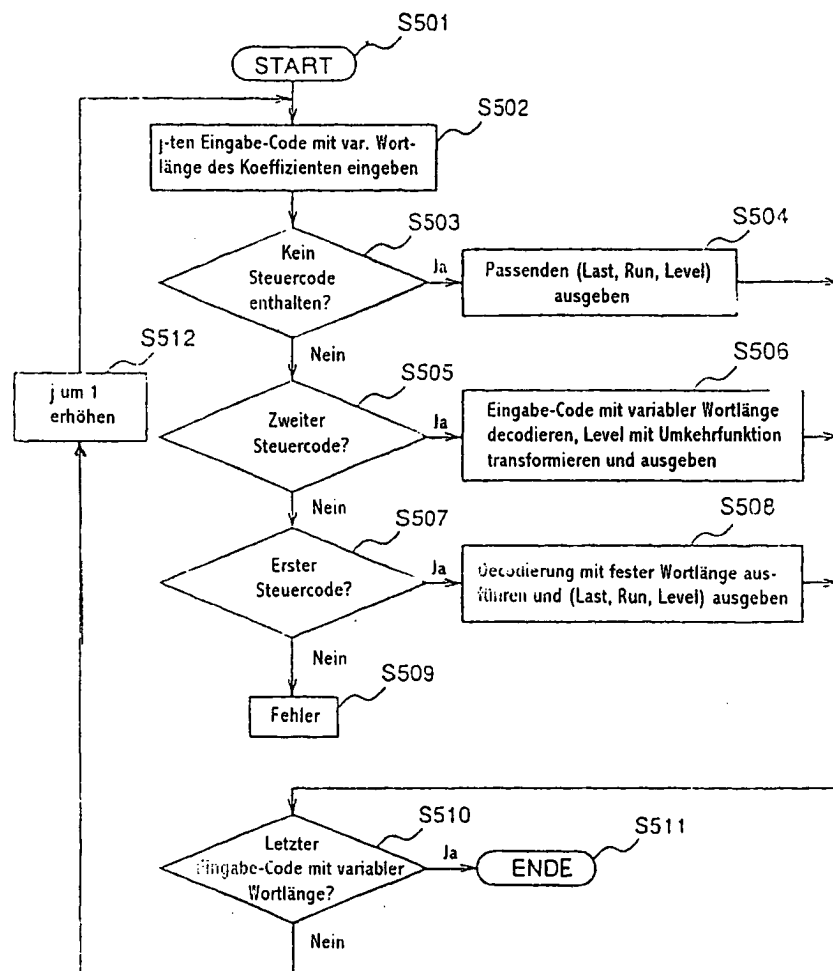 S501
START
S502
j-ten Eingabe-Code mit var. Wort-
länge des Koeffizienten eingeben
S503
Kein
Steuercode
enthalten?
Ja
S504
Passenden (Last, Run, Level)
ausgeben
Nein
S512
j um 1
erhöhen
S505
Zweiter
Steuercode?
Ja
S506
Eingabe-Code mit variabler Wortlänge
decodieren, Level mit Umkehrfunktion
transformieren und ausgeben
Nein
S507
Erster
Steuercode?
Ja
S508
Decodierung mit fester Wortlänge aus-
führen und (Last, Run, Level) ausgeben
Nein
S509
Fehler
S510
Letzter
Eingabe-Code mit variabler
Wortlänge?
Ja
S511
ENDE
Nein